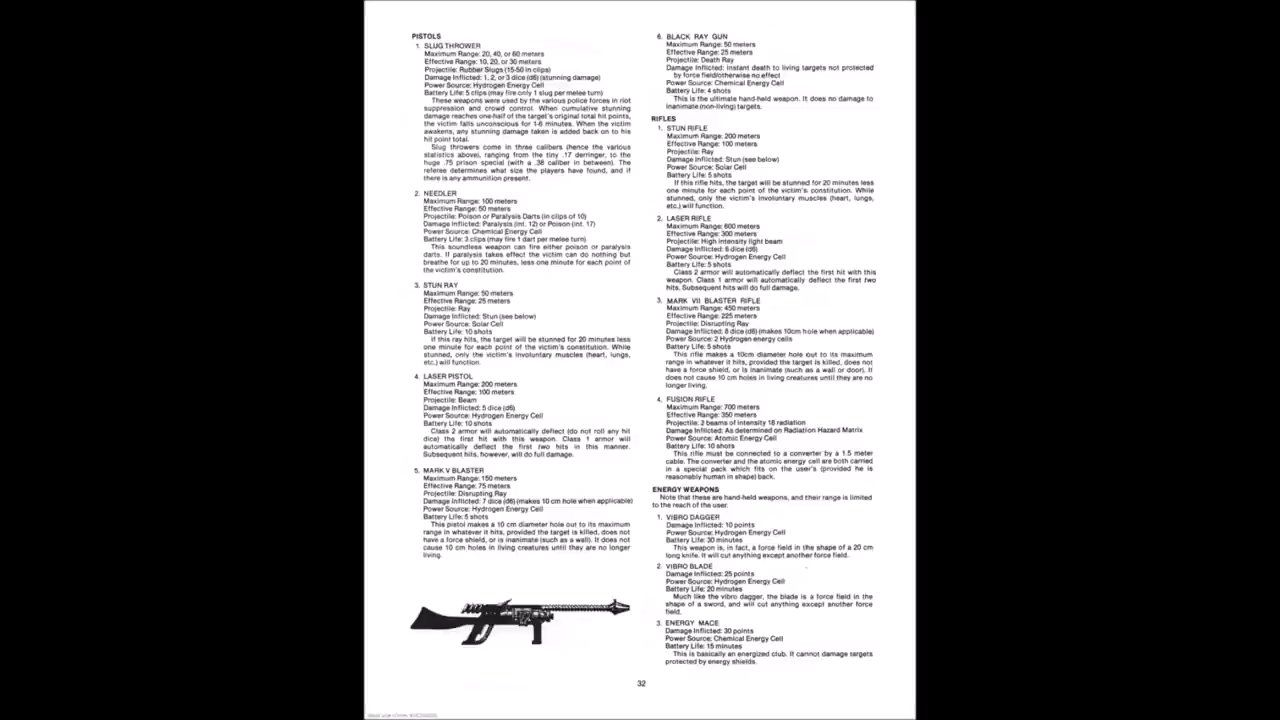 PISTOLS
1. SLUG THROWER
Maximum Range: 20, 40, or 60 meters
Effective Range: 10, 20, or 30 meters
Projectile: Rubber Slugs (15-50 in clips)
Damage Inflicted: 1, 2, or 3 dice (d6) (stunning damage)
Power Source: Hydrogen Energy Cell
Battery Life: 5 clips (may fire only 1 slug per melee turn)
These weapons were used by the various police forces in riot
suppression and crowd control. When cumulative stunning
damage reaches one-half of the target's original total hit points,
the victim falls unconscious for 1-6 minutes. When the victim
awakens, any stunning damage taken is added back on to his
hit point total.
Slug throwers come in three calibers (hence the various
statistics above), ranging from the tiny .17 derringer, to the
huge .75 prison special (with a .38 caliber in between). The
referee determines what size the players have found, and if
there is any ammunition present.
2. NEEDLER
Maximum Range: 100 meters
Effective Range: 50 meters
Projectile: Poison or Paralysis Darts (in clips of 10)
Damage Inflicted: Paralysis (int. 12) or Poison (int. 17)
Power Source: Chemical Energy Cell
Battery Life: 3 clips (may fire 1 dart per melee turn)
This soundless weapon can fire either poison or paralysis
darts. If paralysis takes effect the victim can do nothing but
breathe for up to 20 minutes, less one minute for each point of
the victim's constitution.
3. STUN RAY
Maximum Range: 50 meters
Effective Range: 25 meters
Projectile: Ray
Damage Inflicted: Stun (see below)
Power Source: Solar Cell
Battery Life: 10 shots
If this ray hits, the target will be stunned for 20 minutes less
one minute for each point of the victim's constitution. While
stunned, only the victim's involuntary muscles (heart, lungs,
etc.) will function.
4. LASER PISTOL
Maximum Range: 200 meters
Effective Range: 100 meters
Projectile: Beam
Damage Inflicted: 5 dice (d6)
Power Source: Hydrogen Energy Cell
Battery Life: 10 shots
Class 2 armor will automatically deflect (do not roll any hit
dice) the first hit with this weapon. Class 1 armor will
automatically deflect the first two hits in this manner.
Subsequent hits, however, will do full damage.
5. MARK V BLASTER
Maximum Range: 150 meters
Effective Range: 75 meters
Projectile: Disrupting Ray
Damage Inflicted: 7 dice (d6) (makes 10 cm hole when applicable)
Power Source: Hydrogen Energy Cell
Battery Life: 5 shots
This pistol makes a 10 cm diameter hole out to its maximum
range in whatever it hits, provided the target is killed, does not
have a force shield, or is inanimate (such as a wall). It does not
cause 10 cm holes in living creatures until they are no longer
living.
6. BLACK RAY GUN
Maximum Range: 50 meters
Effective Range: 25 meters
Projectile: Death Ray
Damage Inflicted: Instant death to living targets not protected
by force field/otherwise no effect
Power Source: Chemical Energy Cell
Battery Life: 4 shots
This is the ultimate hand-held weapon. It does no damage to
inanimate (non-living) targets.
RIFLES
1. STUN RIFLE
Maximum Range: 200 meters
Effective Range: 100 meters
Projectile: Ray
Damage Inflicted: Stun (see below)
Power Source: Solar Cell
Battery Life: 5 shots
If this rifle hits, the target will be stunned for 20 minutes less
one minute for each point of the victim's constitution. While
stunned, only the victim's involuntary muscles (heart, lungs,
etc.) will function.
2. LASER RIFLE
Maximum Range: 600 meters
Effective Range: 300 meters
Projectile: High intensity light beam
Damage Inflicted: 6 dice (d6)
Power Source: Hydrogen Energy Cell
Battery Life: 5 shots
Class 2 armor will automatically deflect the first hit with this
weapon. Class 1 armor will automatically deflect the first two
hits. Subsequent hits will do full damage.
3. MARK VII BLASTER RIFLE
Maximum Range: 450 meters
Effective Range: 225 meters
Projectile: Disrupting Ray
Damage Inflicted: 8 dice (d8) (makes 10cm hole when applicable)
Power Source: 2 Hydrogen energy cells
Battery Life: 5 shots
This rifle makes a 10cm diameter hole out to its maximum
range in whatever it hits, provided the target is killed, does not
have a force shield, or is inanimate (such as a wall or door). It
does not cause 10 cm holes in living creatures until they are no
longer living.
4. FUSION RIFLE
Maximum Range: 700 meters
Effective Range: 350 meters
Projectile: 2 beams of intensity 18 radiation
Damage Inflicted: As determined on Radiation Hazard Matrix
Power Source: Atomic Energy Cell
Battery Life: 10 shots
This rifle must be connected to a converter by a 1.5 meter
cable. The converter and the atomic energy cell are both carried
in a special pack which fits on the user's (provided he is
reasonably human in shape) back.
ENERGY WEAPONS
Note that these are hand-held weapons, and their range is limited
to the reach of the user.
1. VIBRO DAGGER
Damage Inflicted: 10 points
Power Source: Hydrogen Energy Cell
Battery Life: 30 minutes
This weapon is, in fact, a force field in the shape of a 20 cm
long knife. It will cut anything except another force field.
2. VIBRO BLADE
Damage Inflicted: 25 points
Power Source: Hydrogen Energy Cell
Battery Life: 20 minutes
Much like the vibro dagger, the blade is a force field in the
shape of a sword, and will cut anything except another force
field.
3. ENERGY MACE
Damage Inflicted: 30 points
Power Source: Chemical Energy Cell
Battery Life: 15 minutes
This is basically an energized club. It cannot damage targets
protected by energy shields.
32